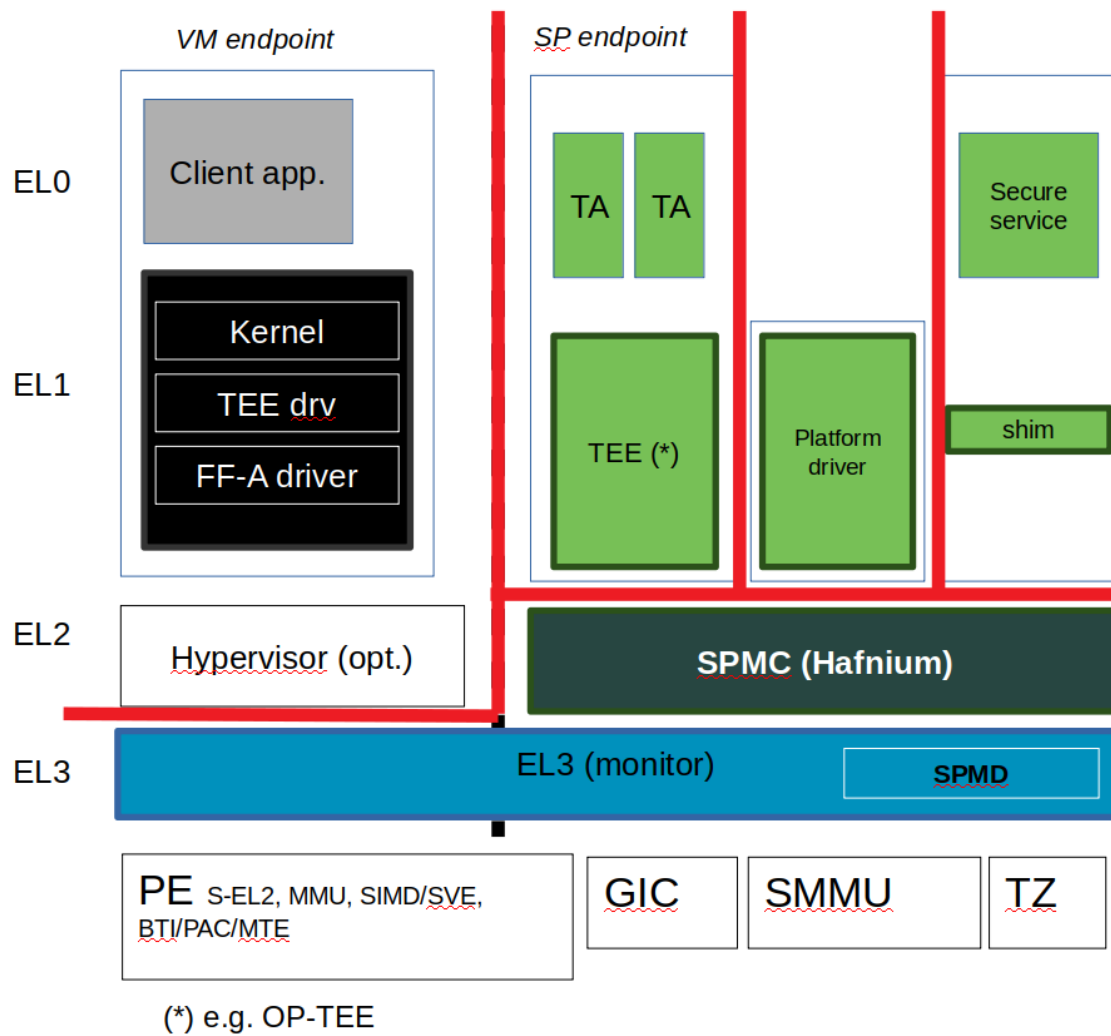 VM endpoint
SP endpoint
EL0
Client app.
TA
TA
Secure
service
EL1
Kernel
TEE drv
FF-A driver
TEE (*)
Platform
driver
shim
EL2
Hypervisor (opt.)
SPMC (Hafnium)
EL3
EL3 (monitor)
SPMD
PE S-EL2, MMU, SIMD/SVE,
BTI/PAC/MTE
GIC
SMMU
TZ
(*) e.g. OP-TEE